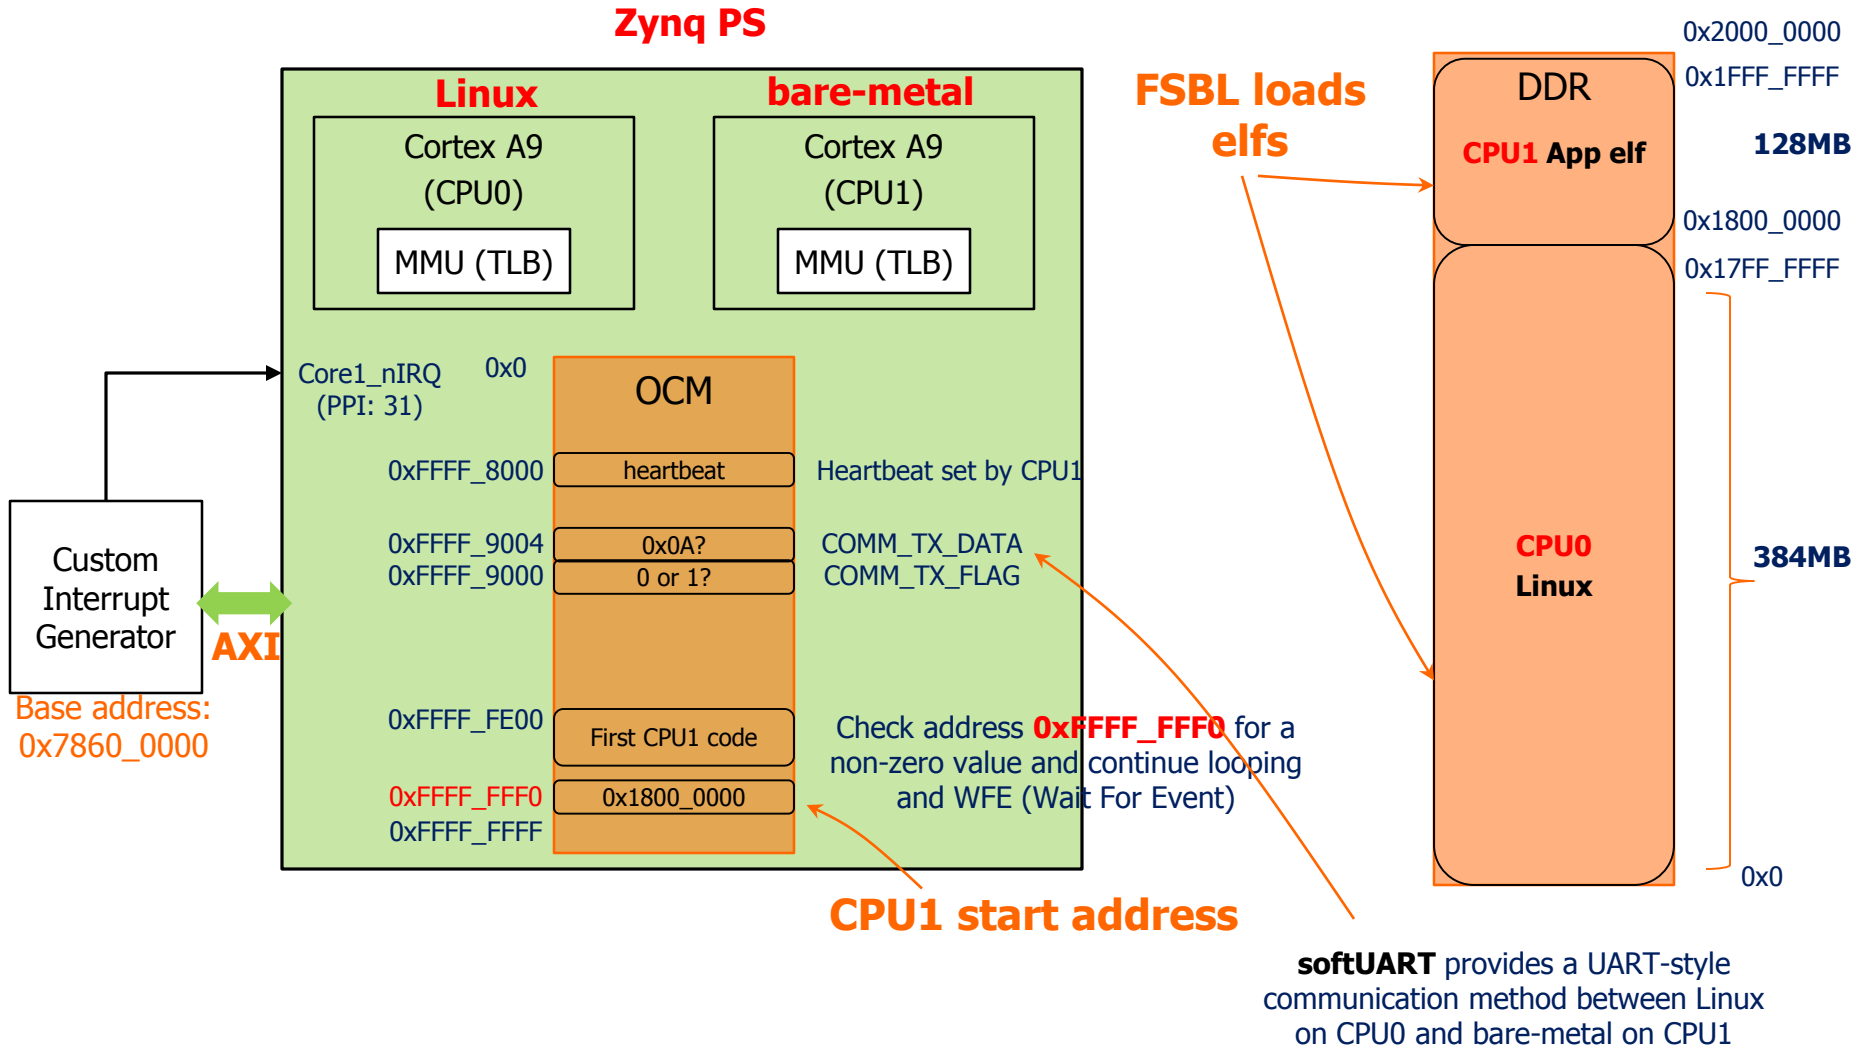 Zynq PS
Linux
bare-metal
Cortex A9
(CPU0)
MMU (TLB)
Cortex A9
(CPU1)
MMU (TLB)
Core1_nIRQ
(PPI: 31)
0x0
OCM
0xFFFF_8000
heartbeat
Heartbeat set by CPU1
0xFFFF_9004
0x0A?
COMM_TX_DATA
0xFFFF_9000
0 or 1?
COMM_TX_FLAG
0xFFFF_FE00
First CPU1 code
Check address 0xFFFF_FFF0 for a
non-zero value and continue looping
and WFE (Wait For Event)
0xFFFF_FFF0
0x1800_0000
0xFFFF_FFFF
CPU1 start address
Custom
Interrupt
Generator
AXI
Base address:
0x7860_0000
FSBL loads
elfs
DDR
CPU1 App elf
CPU0
Linux
0x2000_0000
0x1FFF_FFFF
128MB
0x1800_0000
0x17FF_FFFF
384MB
0x0
softUART provides a UART-style
communication method between Linux
on CPU0 and bare-metal on CPU1